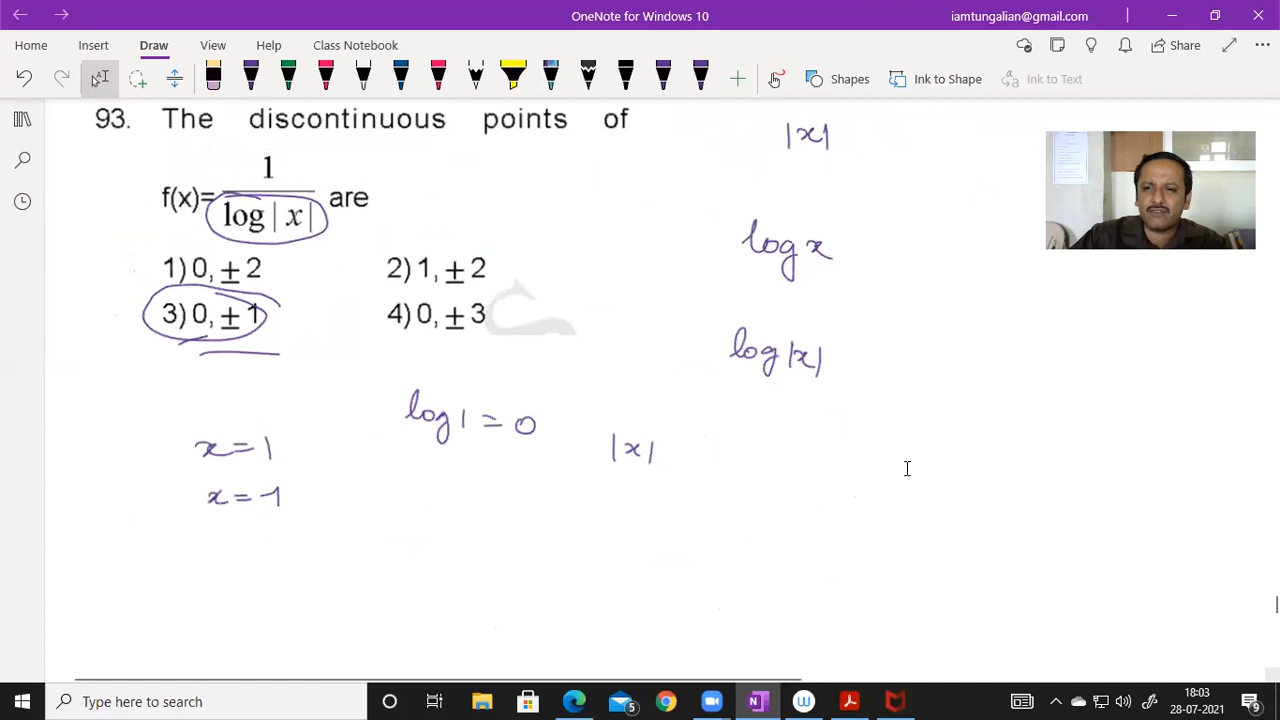 OneNote for Windows 10
iamtungalian@gmail.com
Home Insert Draw View Help Class Notebook
Share
Shapes
Ink to Shape
Ink to Text
93. The discontinuous points of
f(x)= 1 / log | x | are
1) 0, ± 2 2) 1, ± 2
3) 0, ± 1 4) 0, ± 3
|x|
log x
log |x|
log 1 = 0
x = 1
|x|
x = -1
Type here to search
5
18:03
28-07-2021
9